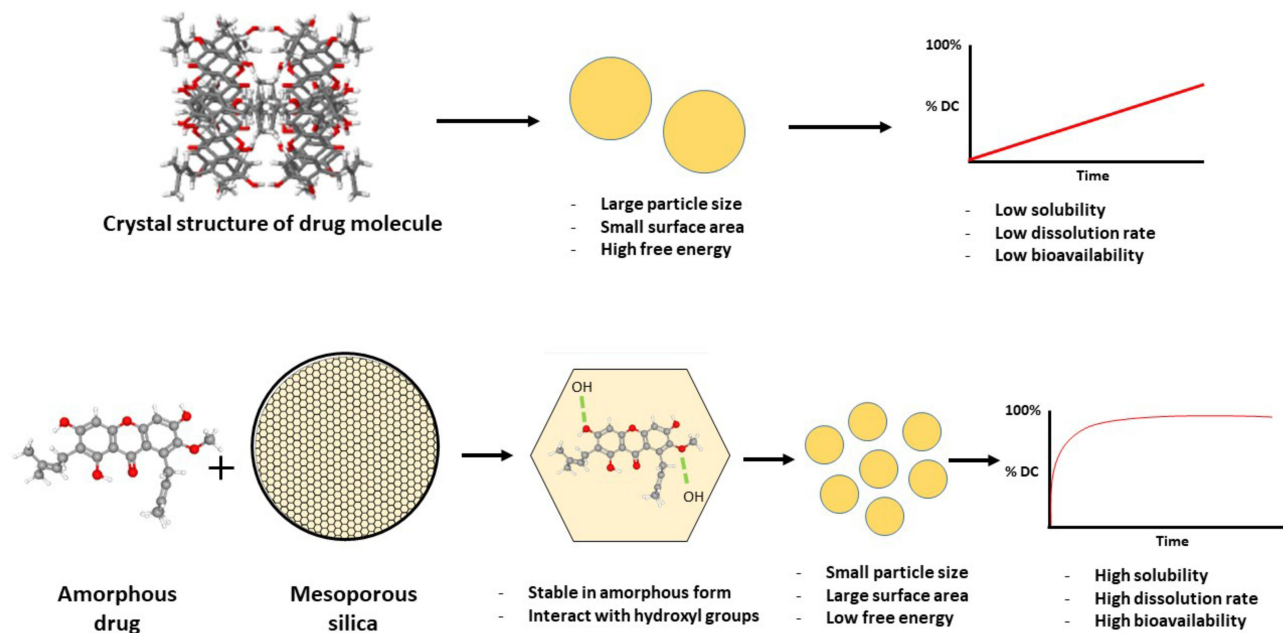 100%
% DC
Time
Crystal structure of drug molecule
- Large particle size
- Small surface area
- High free energy
- Low solubility
- Low dissolution rate
- Low bioavailability
OH
OH
+
100%
% DC
Time
Amorphous
drug
Mesoporous
silica
- Stable in amorphous form
- Interact with hydroxyl groups
- Small particle size
- Large surface area
- Low free energy
- High solubility
- High dissolution rate
- High bioavailability